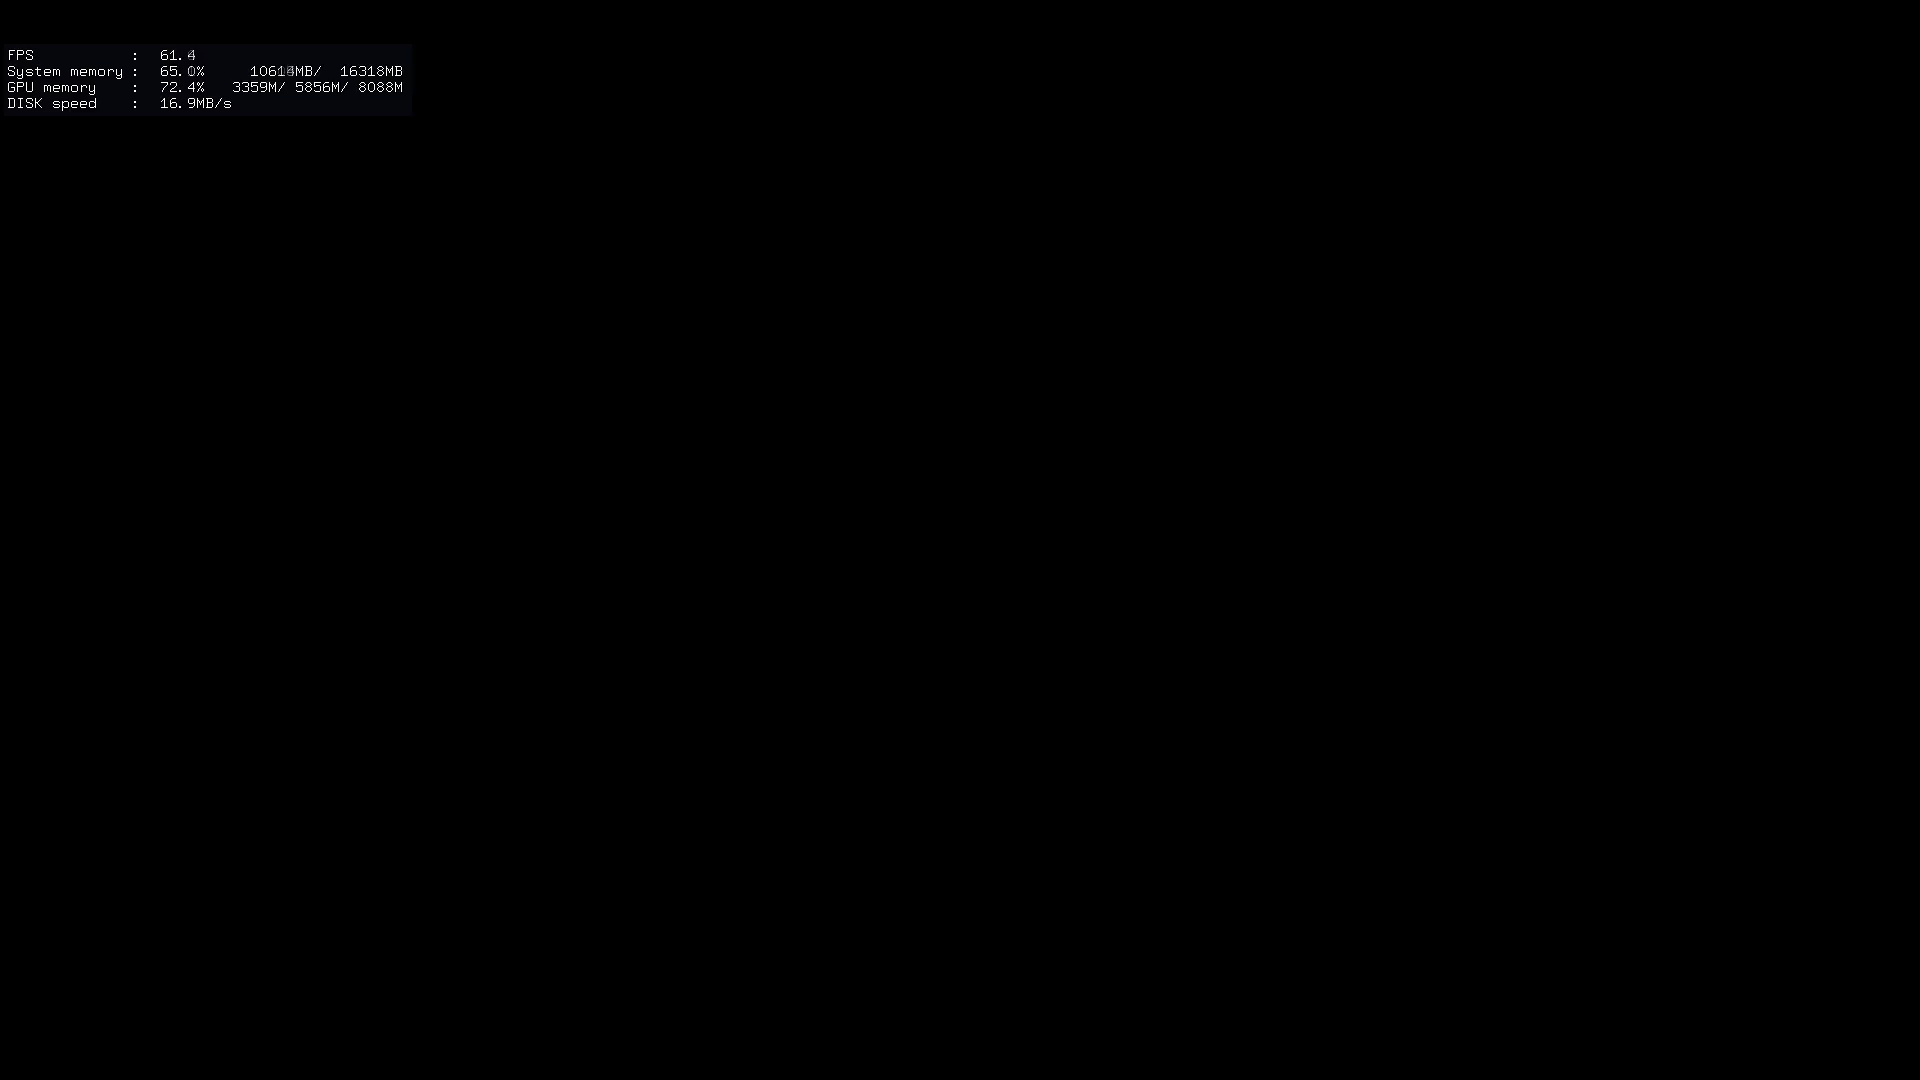 FPS : 61.4
System memory : 65.0% MB/ 16318MB
GPU memory : 72.4% 3359M/ 5856M/ 8088M
DISK speed : 16.9MB/s